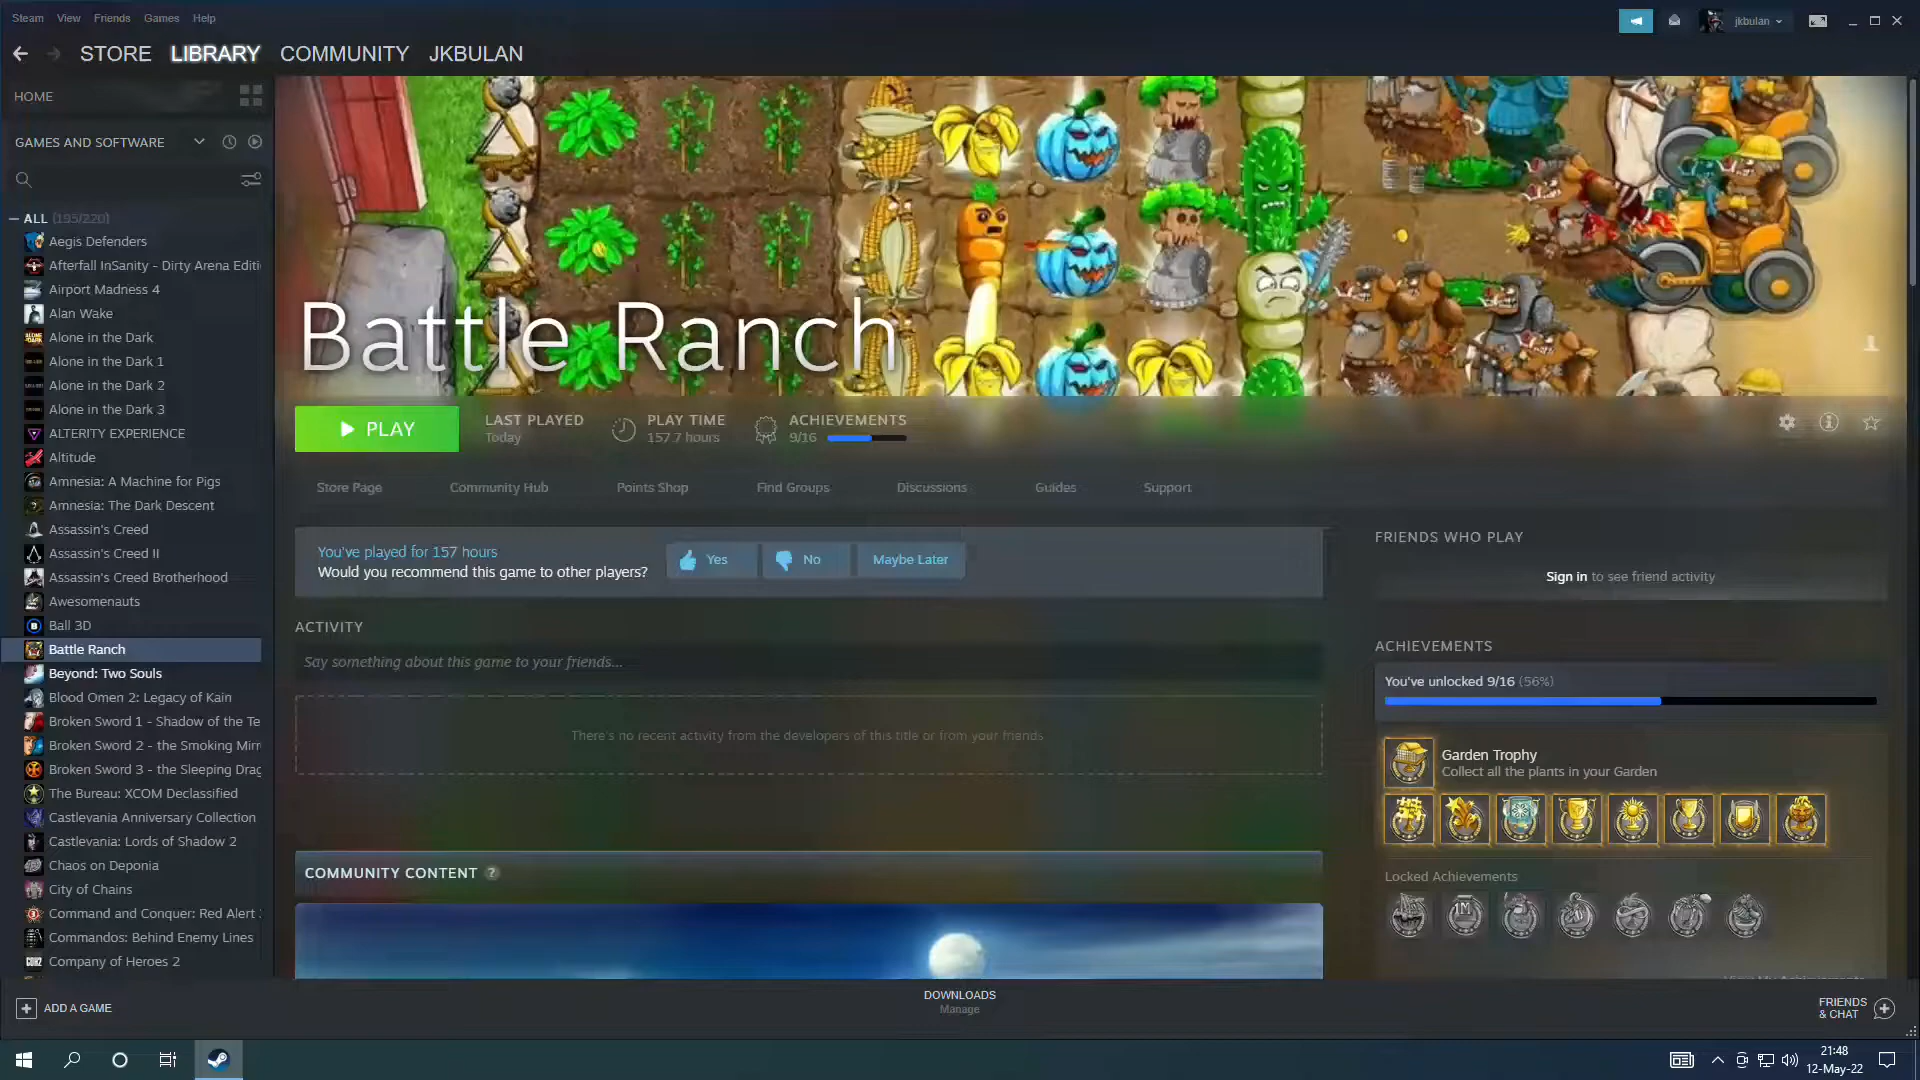 Steam View Friends Games Help
jkbulan
STORE LIBRARY COMMUNITY JKBULAN
HOME
GAMES AND SOFTWARE
ALL (195/220)
Aegis Defenders
Afterfall InSanity - Dirty Arena Editi
Airport Madness 4
Alan Wake
Alone in the Dark
Alone in the Dark 1
Alone in the Dark 2
Alone in the Dark 3
ALTERITY EXPERIENCE
Altitude
Amnesia: A Machine for Pigs
Amnesia: The Dark Descent
Assassin's Creed
Assassin's Creed II
Assassin's Creed Brotherhood
Awesomenauts
Ball 3D
Battle Ranch
Beyond: Two Souls
Blood Omen 2: Legacy of Kain
Broken Sword 1 - Shadow of the Te
Broken Sword 2 - the Smoking Mirr
Broken Sword 3 - the Sleeping Drag
The Bureau: XCOM Declassified
Castlevania Anniversary Collection
Castlevania: Lords of Shadow 2
Chaos on Deponia
City of Chains
Command and Conquer: Red Alert
Commandos: Behind Enemy Lines
Company of Heroes 2
Battle Ranch
PLAY
LAST PLAYED
Today
PLAY TIME
157.7 hours
ACHIEVEMENTS
9/16
Store Page Community Hub Points Shop Find Groups Discussions Guides Support
You've played for 157 hours
Would you recommend this game to other players?
Yes No Maybe Later
ACTIVITY
Say something about this game to your friends...
There's no recent activity from the developers of this title or from your friends
COMMUNITY CONTENT ?
FRIENDS WHO PLAY
Sign in to see friend activity
ACHIEVEMENTS
You've unlocked 9/16 (56%)
Garden Trophy
Collect all the plants in your Garden
Locked Achievements
1M
View My Achievements
ADD A GAME
DOWNLOADS
Manage
FRIENDS
& CHAT
21:48
12-May-22